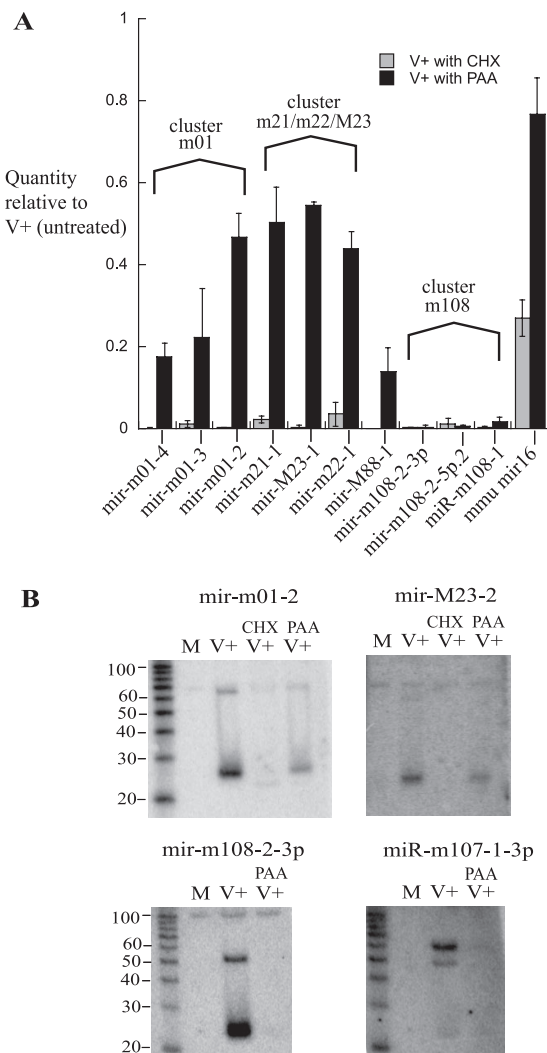 A
V+ with CHX
V+ with PAA
1
0.8
0.6
0.4
0.2
0
Quantity
relative to
V+ (untreated)
cluster
m01
cluster
m21/m22/M23
cluster
m108
mir-m01-4
mir-m01-3
mir-m01-2
mir-m21-1
mir-M23-1
mir-m22-1
mir-M88-1
mir-m108-2-3p
mir-m108-2-5p-2
miR-m108-1
mmu mir16
B
mir-m01-2
CHX PAA
M V+ V+ V+
100
60
50
40
30
20
mir-M23-2
CHX PAA
M V+ V+ V+
mir-m108-2-3p
PAA
M V+ V+
100
60
50
40
30
20
miR-m107-1-3p
PAA
M V+ V+